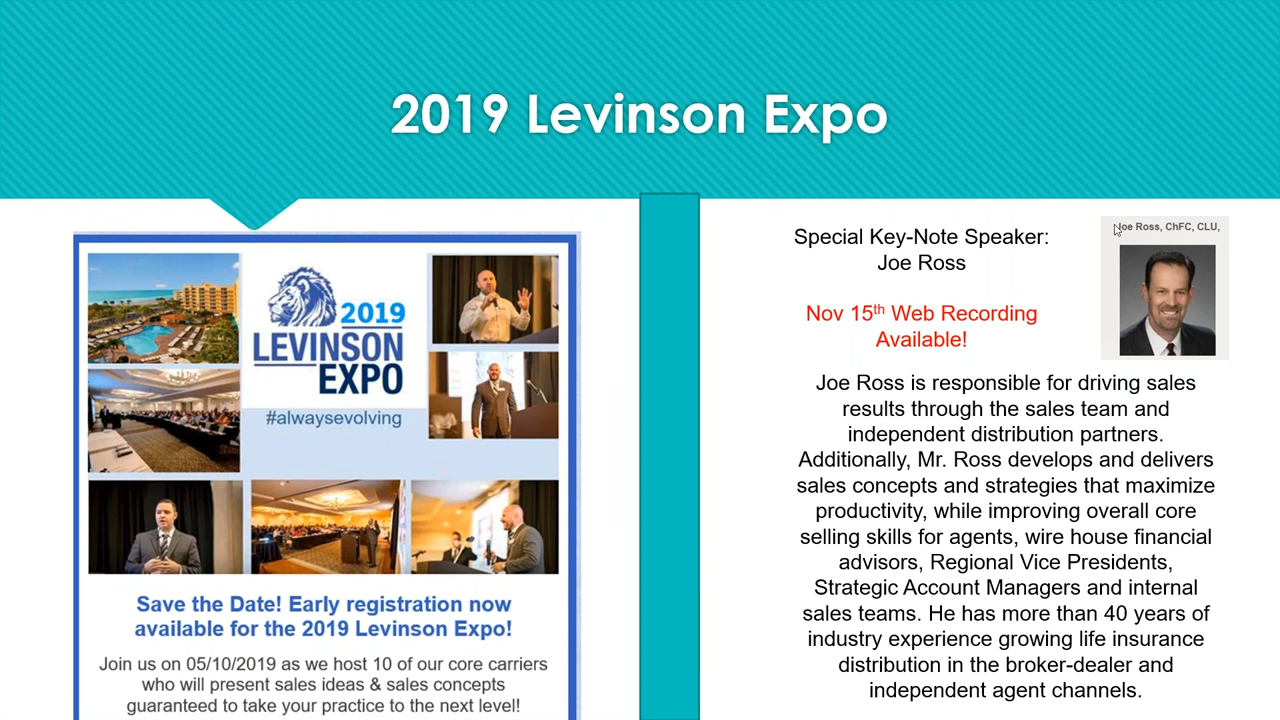 2019 Levinson Expo
2019
LEVINSON
EXPO
#alwaysevolving
Save the Date! Early registration now
available for the 2019 Levinson Expo!
Join us on 05/10/2019 as we host 10 of our core carriers
who will present sales ideas & sales concepts
guaranteed to take your practice to the next level!
Special Key-Note Speaker:
Joe Ross
Nov 15th Web Recording
Available!
Joe Ross, ChFC, CLU,
Joe Ross is responsible for driving sales
results through the sales team and
independent distribution partners.
Additionally, Mr. Ross develops and delivers
sales concepts and strategies that maximize
productivity, while improving overall core
selling skills for agents, wire house financial
advisors, Regional Vice Presidents,
Strategic Account Managers and internal
sales teams. He has more than 40 years of
industry experience growing life insurance
distribution in the broker-dealer and
independent agent channels.